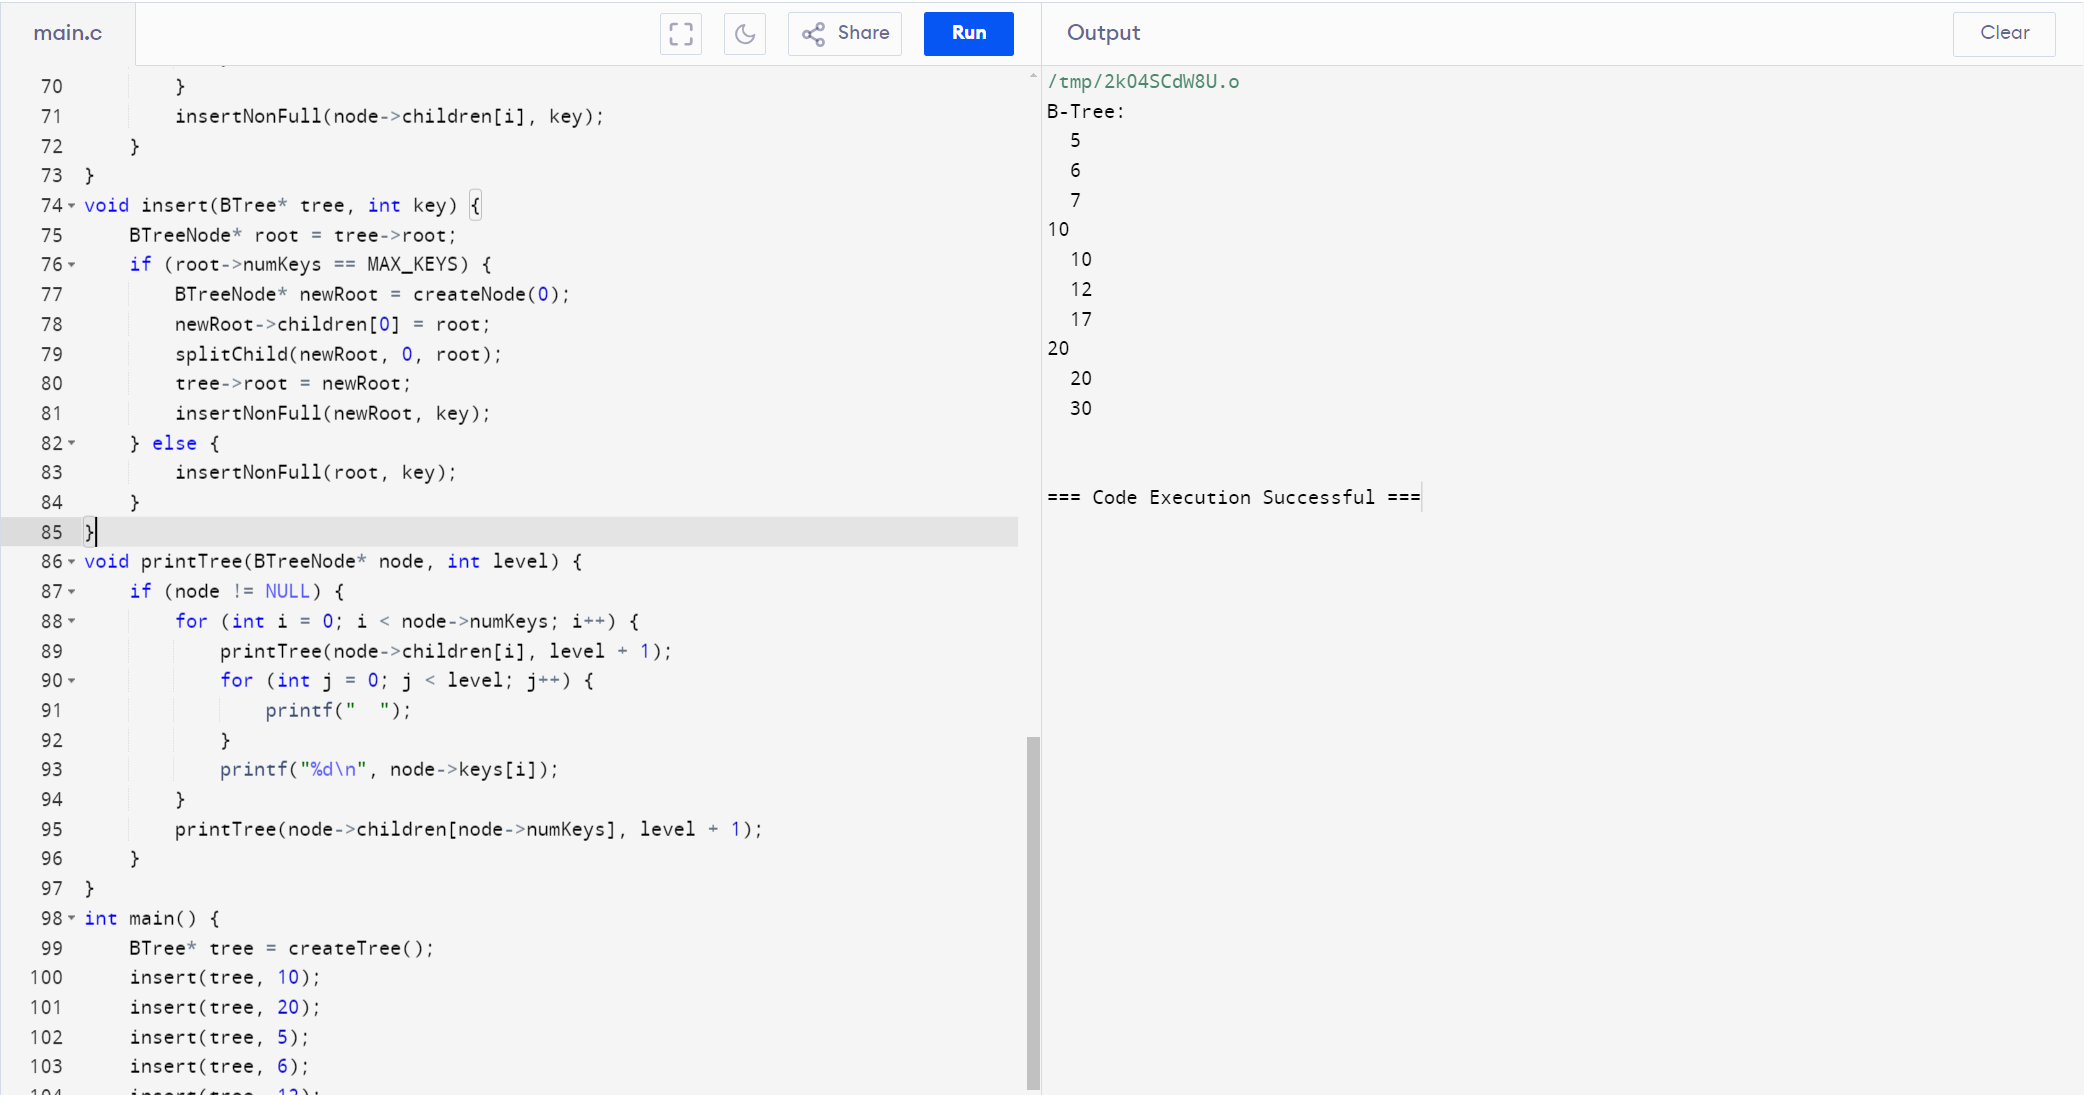 main.c
Share
Run
Output
Clear
70 }
71 insertNonFull(node->children[i], key);
72 }
73 }
74 void insert(BTree* tree, int key) {
75 BTreeNode* root = tree->root;
76 if (root->numKeys == MAX_KEYS) {
77 BTreeNode* newRoot = createNode(0);
78 newRoot->children[0] = root;
79 splitChild(newRoot, 0, root);
80 tree->root = newRoot;
81 insertNonFull(newRoot, key);
82 } else {
83 insertNonFull(root, key);
84 }
85 }
86 void printTree(BTreeNode* node, int level) {
87 if (node != NULL) {
88 for (int i = 0; i < node->numKeys; i++) {
89 printTree(node->children[i], level + 1);
90 for (int j = 0; j < level; j++) {
91 printf("  ");
92 }
93 printf("%d\n", node->keys[i]);
94 }
95 printTree(node->children[node->numKeys], level + 1);
96 }
97 }
98 int main() {
99 BTree* tree = createTree();
100 insert(tree, 10);
101 insert(tree, 20);
102 insert(tree, 5);
103 insert(tree, 6);
104 insert(tree, 12);
/tmp/2kO4SCdW8U.o
B-Tree:
5
6
7
10
10
12
17
20
20
30
=== Code Execution Successful ===